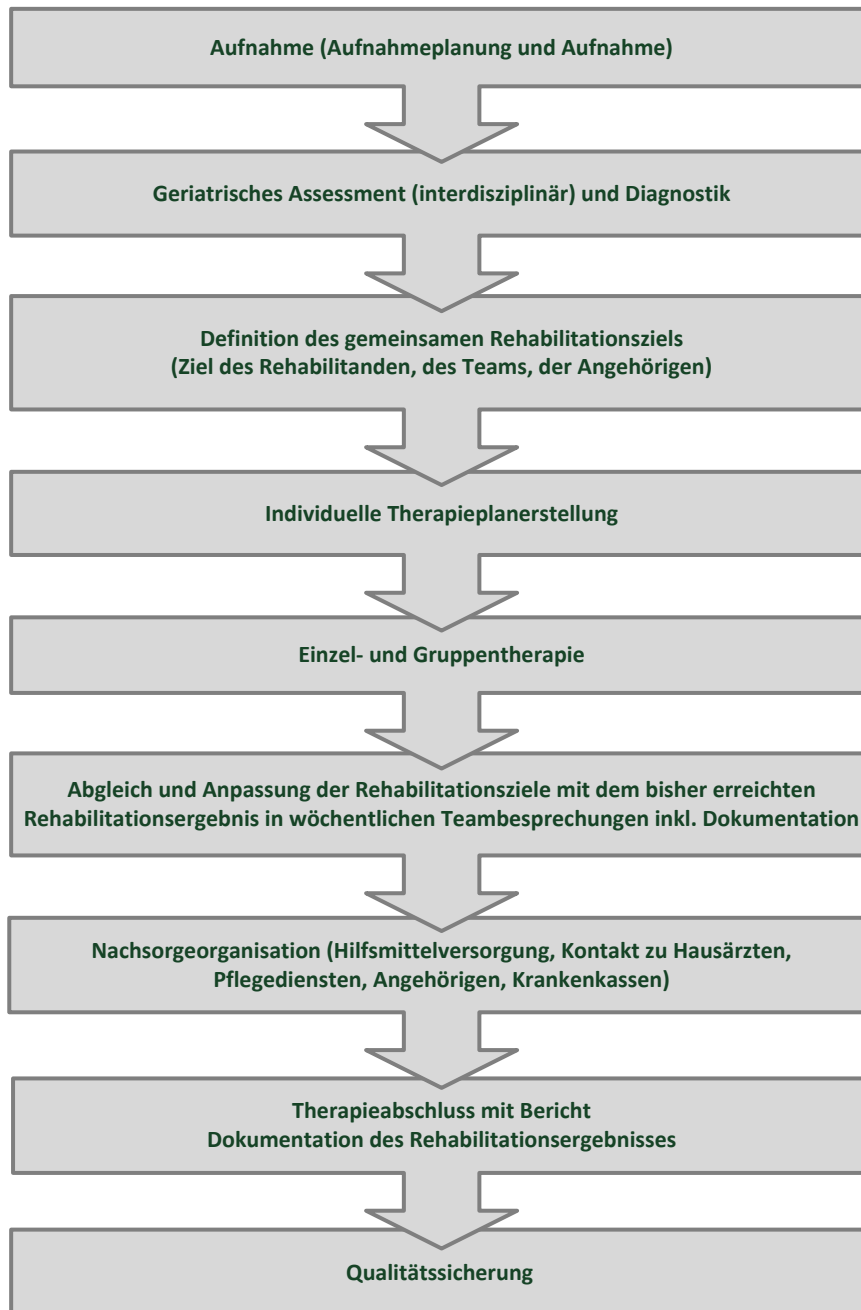 Aufnahme (Aufnahmeplanung und Aufnahme)
Geriatrisches Assessment (interdisziplinär) und Diagnostik
Definition des gemeinsamen Rehabilitationsziels
(Ziel des Rehabilitanden, des Teams, der Angehörigen)
Individuelle Therapieplanerstellung
Einzel- und Gruppentherapie
Abgleich und Anpassung der Rehabilitationsziele mit dem bisher erreichten
Rehabilitationsergebnis in wöchentlichen Teambesprechungen inkl. Dokumentation
Nachsorgeorganisation (Hilfsmittelversorgung, Kontakt zu Hausärzten,
Pflegediensten, Angehörigen, Krankenkassen)
Therapieabschluss mit Bericht
Dokumentation des Rehabilitationsergebnisses
Qualitätssicherung